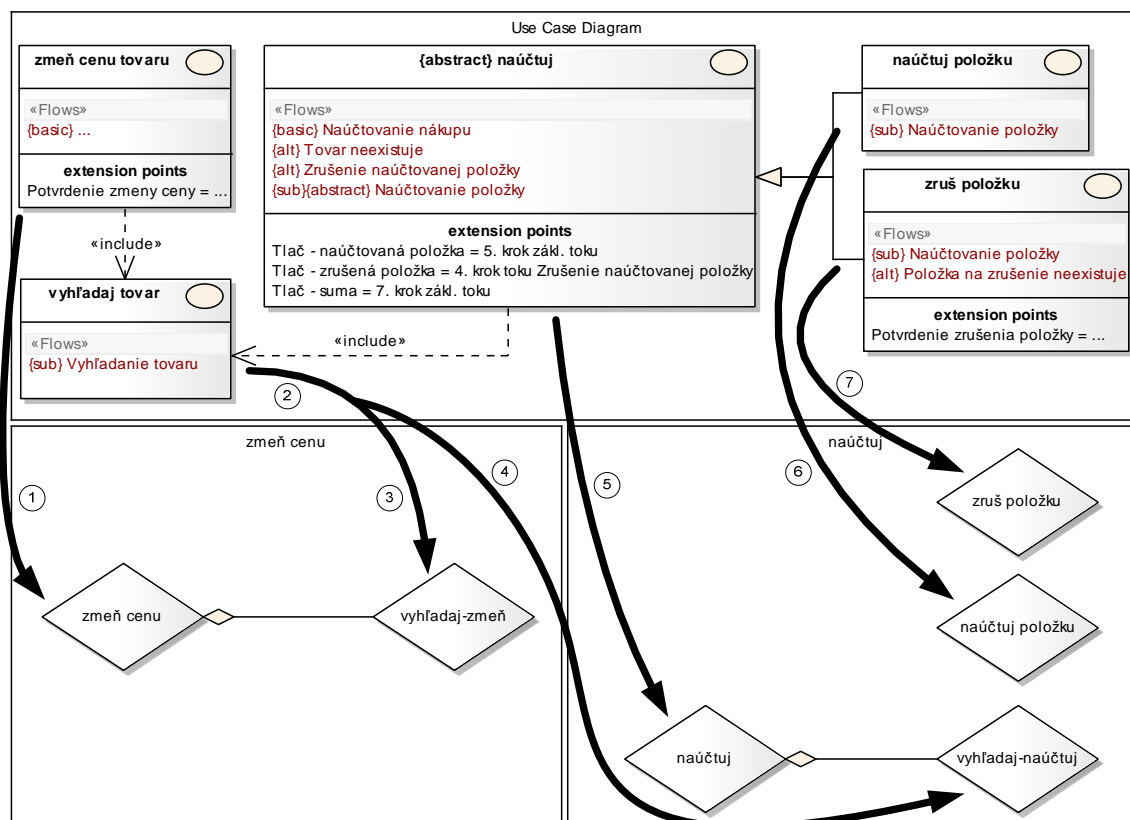 Use Case Diagram
zmeň cenu tovaru
«Flows»
{basic} ...
extension points
Potvrdenie zmeny ceny = ...
{abstract} naúčtuj
«Flows»
{basic} Naúčtovanie nákupu
{alt} Tovar neexistuje
{alt} Zrušenie naúčtovanej položky
{sub}{abstract} Naúčtovanie položky
extension points
Tlač - naúčtovaná položka = 5. krok zákl. toku
Tlač - zrušená položka = 4. krok toku Zrušenie naúčtovanej položky
Tlač - suma = 7. krok zákl. toku
naúčtuj položku
«Flows»
{sub} Naúčtovanie položky
zruš položku
«Flows»
{sub} Naúčtovanie položky
{alt} Položka na zrušenie neexistuje
extension points
Potvrdenie zrušenia položky = ...
«include»
vyhľadaj tovar
«Flows»
{sub} Vyhľadanie tovaru
«include»
2
7
zmeň cenu
naúčtuj
1
3
4
5
6
zruš položku
zmeň cenu
vyhľadaj-zmeň
naúčtuj položku
naúčtuj
vyhľadaj-naúčtuj